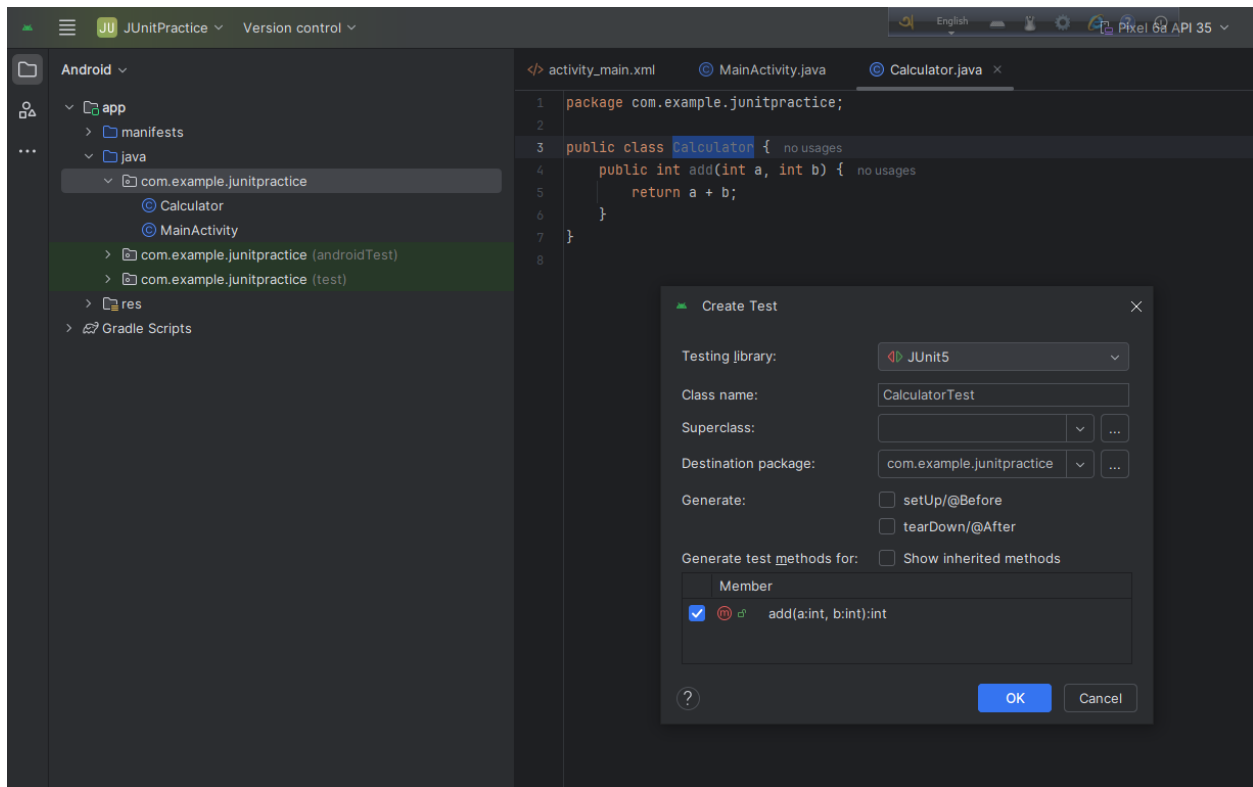 JU JUnitPractice Version control English Pixel 6a API 35
Android
activity_main.xml MainActivity.java Calculator.java
app
manifests
java
com.example.junitpractice
Calculator
MainActivity
com.example.junitpractice (androidTest)
com.example.junitpractice (test)
res
Gradle Scripts
1 package com.example.junitpractice;
2
3 public class Calculator { no usages
4 public int add(int a, int b) { no usages
5 return a + b;
6 }
7 }
8
Create Test
Testing library: JUnit5
Class name: CalculatorTest
Superclass: ...
Destination package: com.example.junitpractice ...
Generate: setUp/@Before
tearDown/@After
Generate test methods for: Show inherited methods
Member
m add(a:int, b:int):int
? OK Cancel